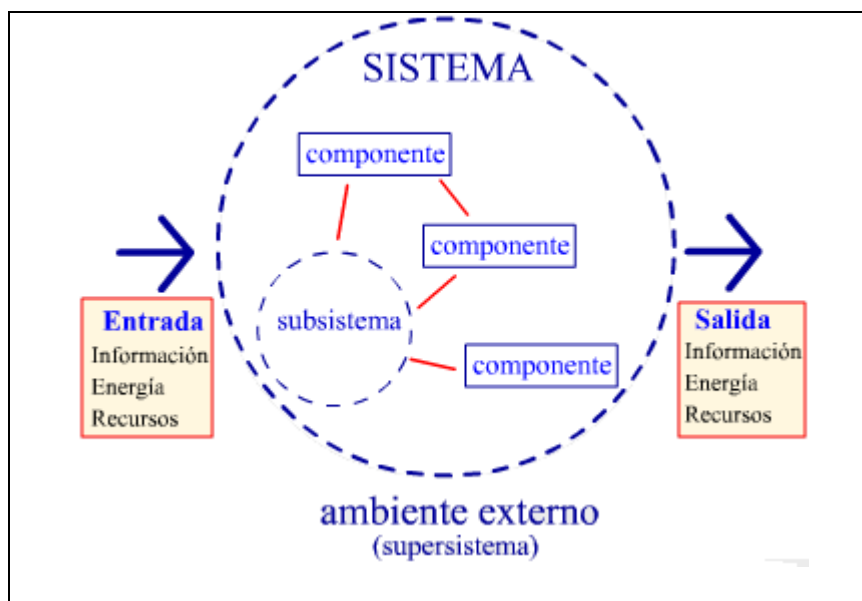 SISTEMA
componente
componente
subsistema
componente
Entrada
Información
Energía
Recursos
Salida
Información
Energía
Recursos
ambiente externo
(supersistema)